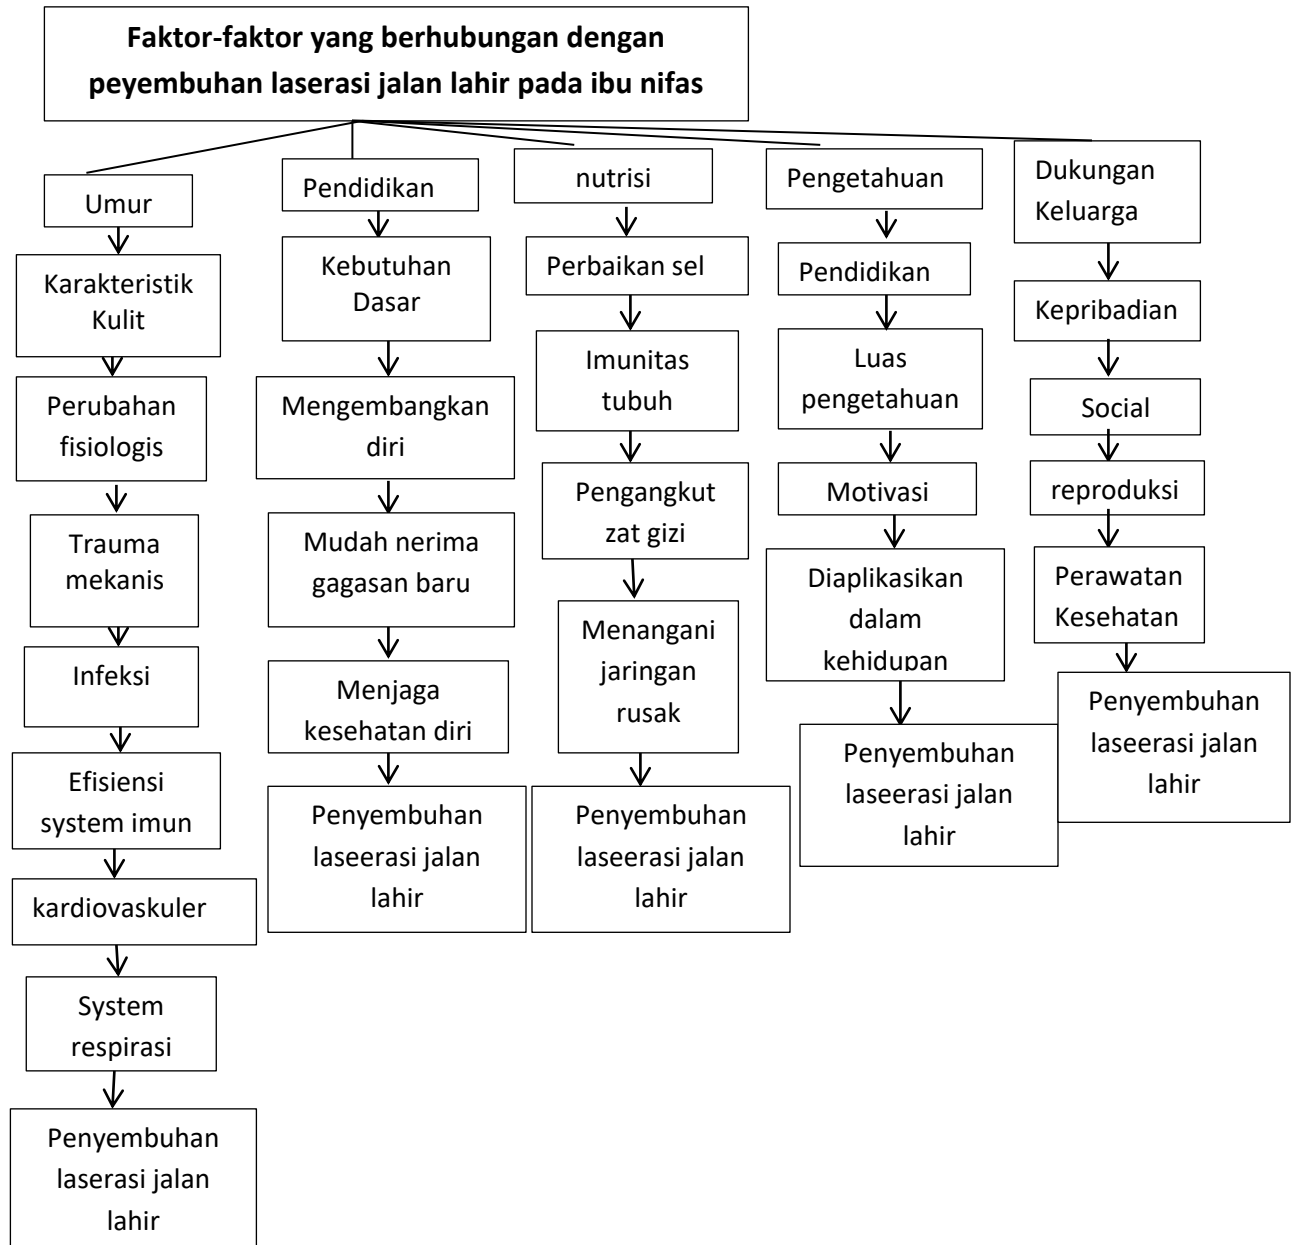 Faktor-faktor yang berhubungan dengan
peyembuhan laserasi jalan lahir pada ibu nifas
Umur
Karakteristik
Kulit
Perubahan
fisiologis
Trauma
mekanis
Infeksi
Efisiensi
system imun
kardiovaskuler
System
respirasi
Penyembuhan
laserasi jalan
lahir
Pendidikan
Kebutuhan
Dasar
Mengembangkan
diri
Mudah nerima
gagasan baru
Menjaga
kesehatan diri
Penyembuhan
laseerasi jalan
lahir
nutrisi
Perbaikan sel
Imunitas
tubuh
Pengangkut
zat gizi
Menangani
jaringan
rusak
Penyembuhan
laseerasi jalan
lahir
Pengetahuan
Pendidikan
Luas
pengetahuan
Motivasi
Diaplikasikan
dalam
kehidupan
Penyembuhan
laseerasi jalan
lahir
Dukungan
Keluarga
Kepribadian
Social
reproduksi
Perawatan
Kesehatan
Penyembuhan
laseerasi jalan
lahir